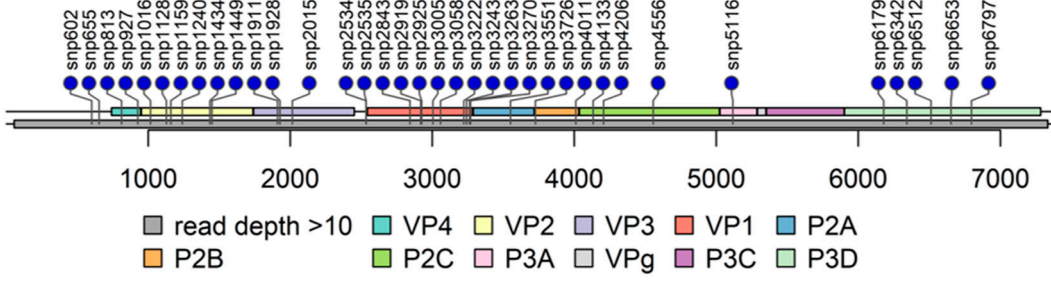 snp602 snp655 snp813 snp927 snp1016 snp1128 snp1159 snp1240 snp1434 snp1449 snp1911 snp1928 snp2015 snp2534 snp2535 snp2843 snp2919 snp2925 snp3005 snp3058 snp3222 snp3243 snp3263 snp3270 snp3551 snp3726 snp4011 snp4133 snp4206 snp4556 snp5116 snp6179 snp6342 snp6512 snp6653 snp6797
1000 2000 3000 4000 5000 6000 7000
read depth >10 VP4 VP2 VP3 VP1 P2A
P2B P2C P3A VPg P3C P3D